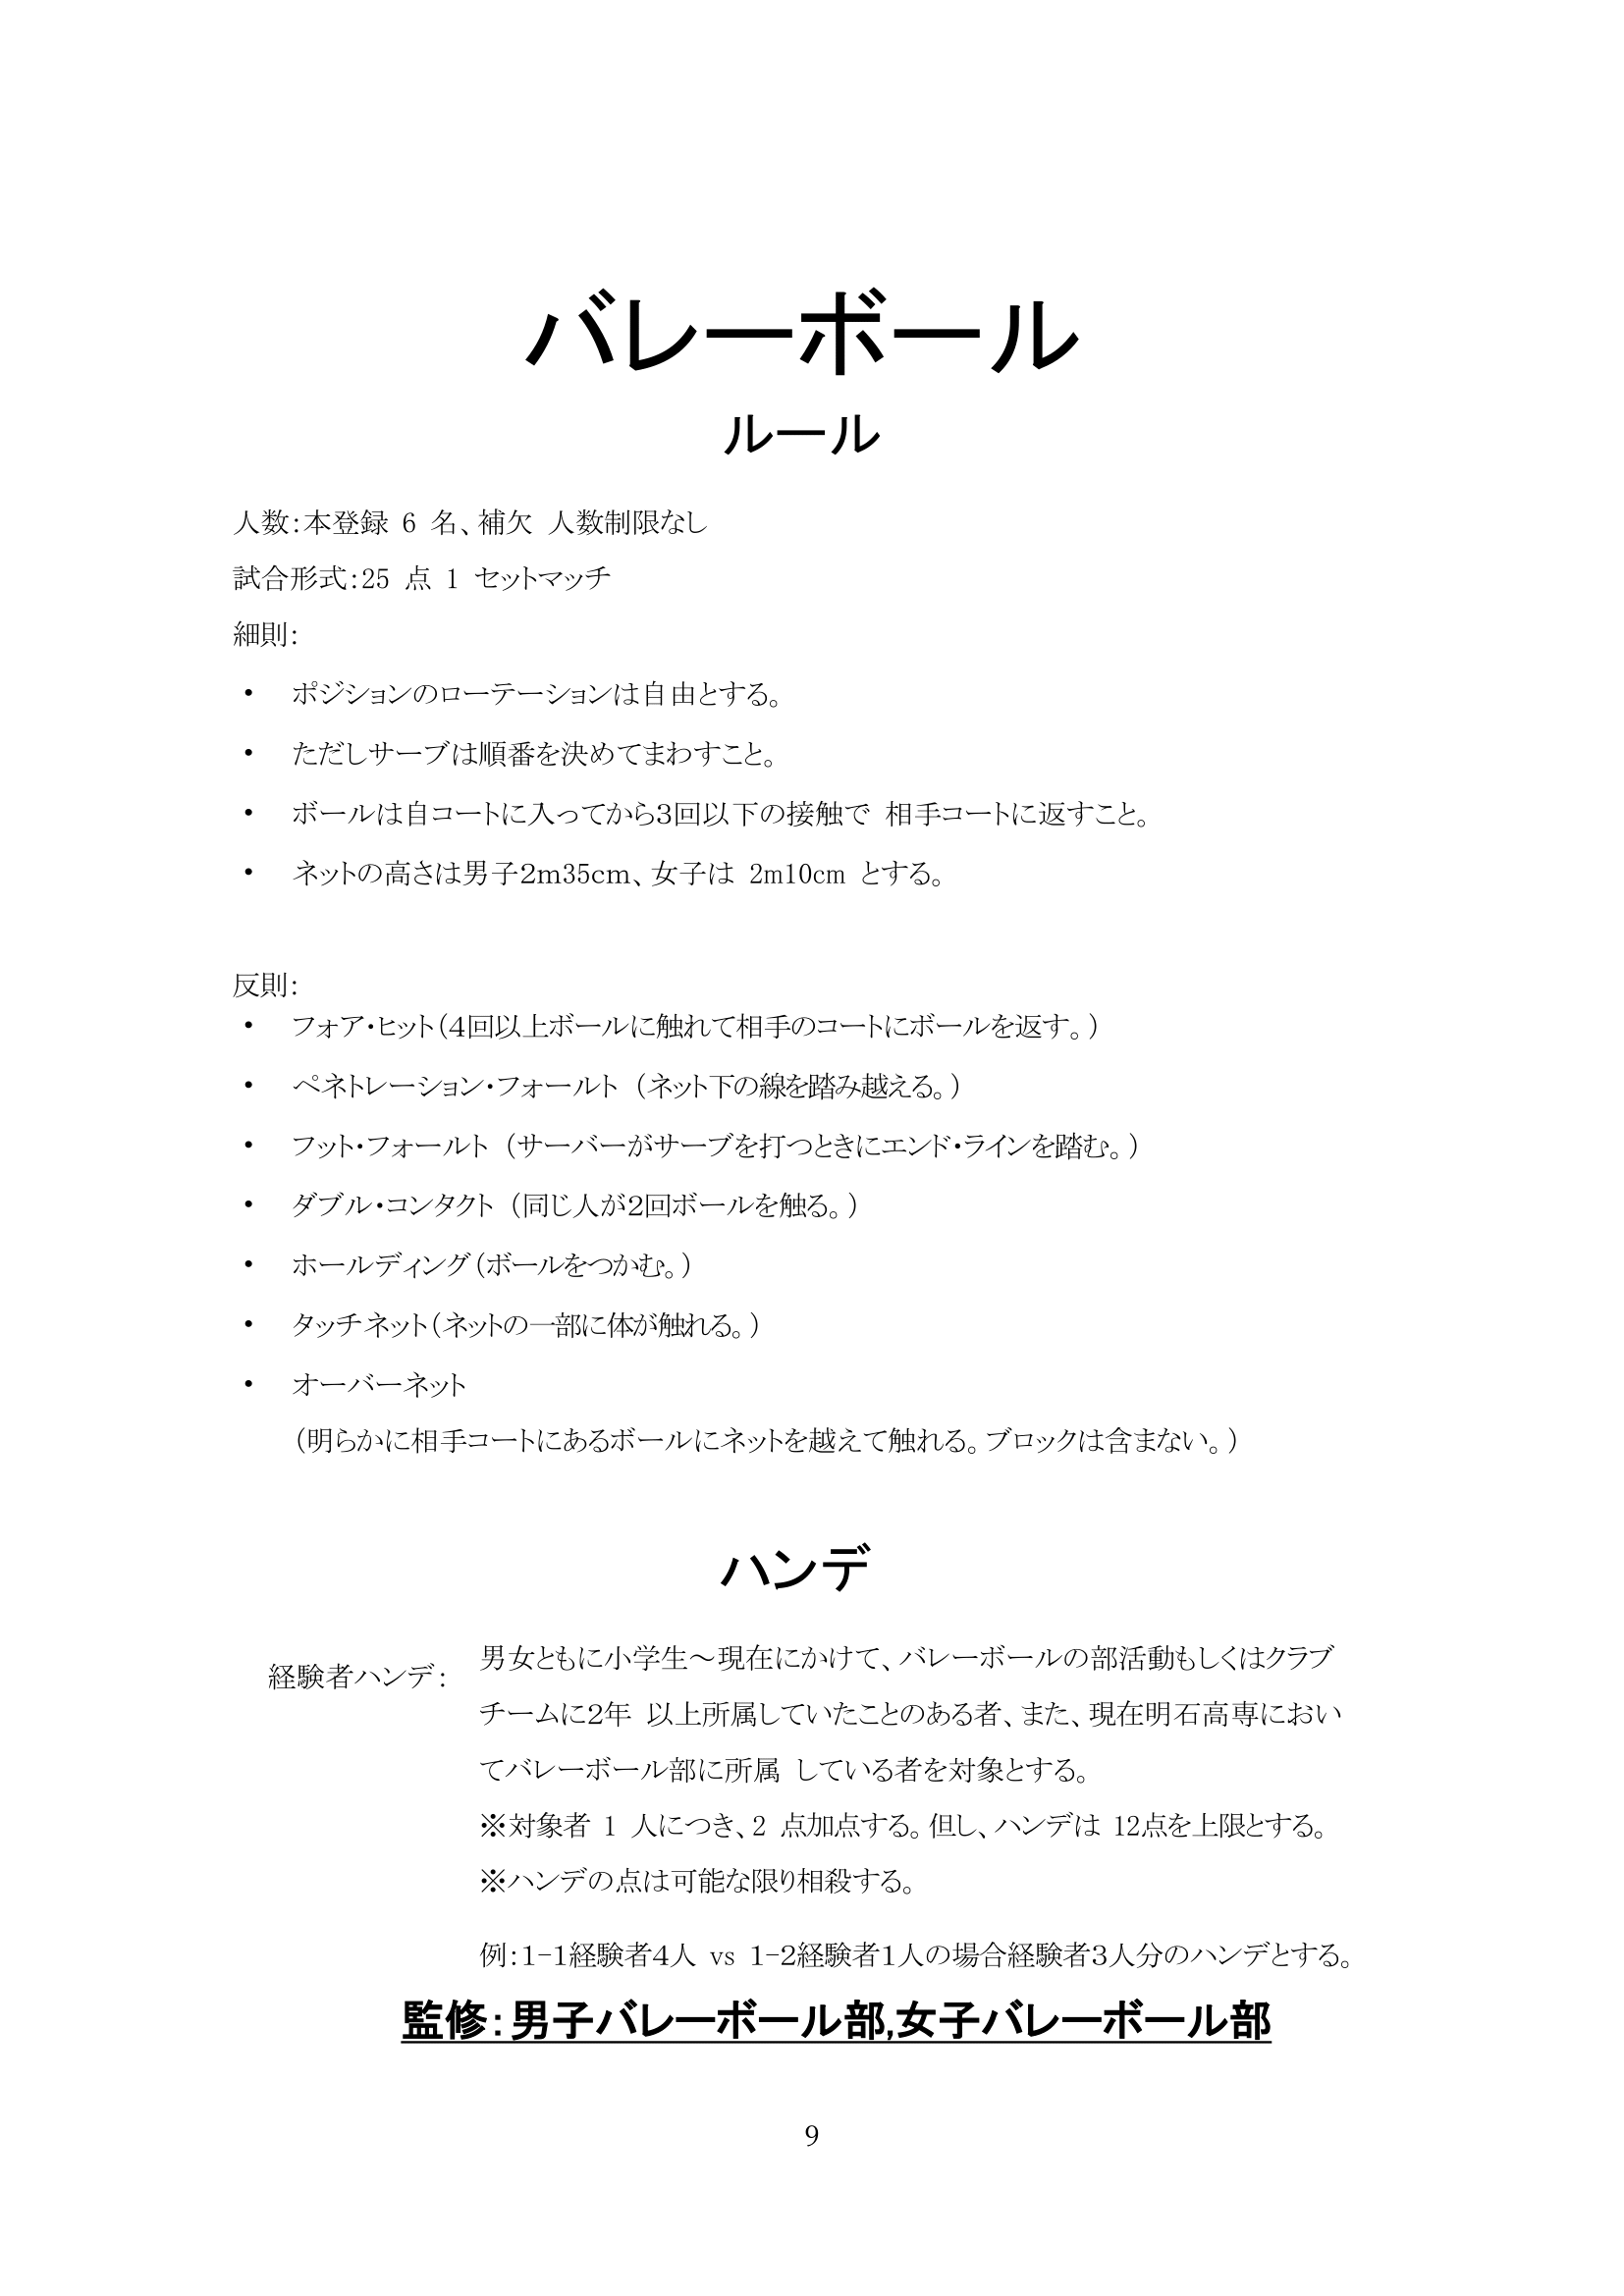 バレーボール
ルール
人数：本登録 6 名、補欠 人数制限なし
試合形式：25 点 1 セットマッチ
細則：
・ ポジションのローテーションは自由とする。
・ ただしサーブは順番を決めてまわすこと。
・ ボールは自コートに入ってから3回以下の接触で 相手コートに返すこと。
・ ネットの高さは男子2m35cm、女子は 2m10cm とする。
反則：
・ フォア・ヒット（4回以上ボールに触れて相手のコートにボールを返す。）
・ ペネトレーション・フォールト （ネット下の線を踏み越える。）
・ フット・フォールト （サーバーがサーブを打つときにエンド・ラインを踏む。）
・ ダブル・コンタクト （同じ人が2回ボールを触る。）
・ ホールディング（ボールをつかむ。）
・ タッチネット（ネットの一部に体が触れる。）
・ オーバーネット
（明らかに相手コートにあるボールにネットを越えて触れる。ブロックは含まない。）
ハンデ
経験者ハンデ： 男女ともに小学生～現在にかけて、バレーボールの部活動もしくはクラブ
チームに2年 以上所属していたことのある者、また、現在明石高専におい
てバレーボール部に所属 している者を対象とする。
※対象者 1 人につき、2 点加点する。但し、ハンデは 12点を上限とする。
※ハンデの点は可能な限り相殺する。
例：1-1経験者4人 vs 1-2経験者1人の場合経験者3人分のハンデとする。
監修：男子バレーボール部,女子バレーボール部
9